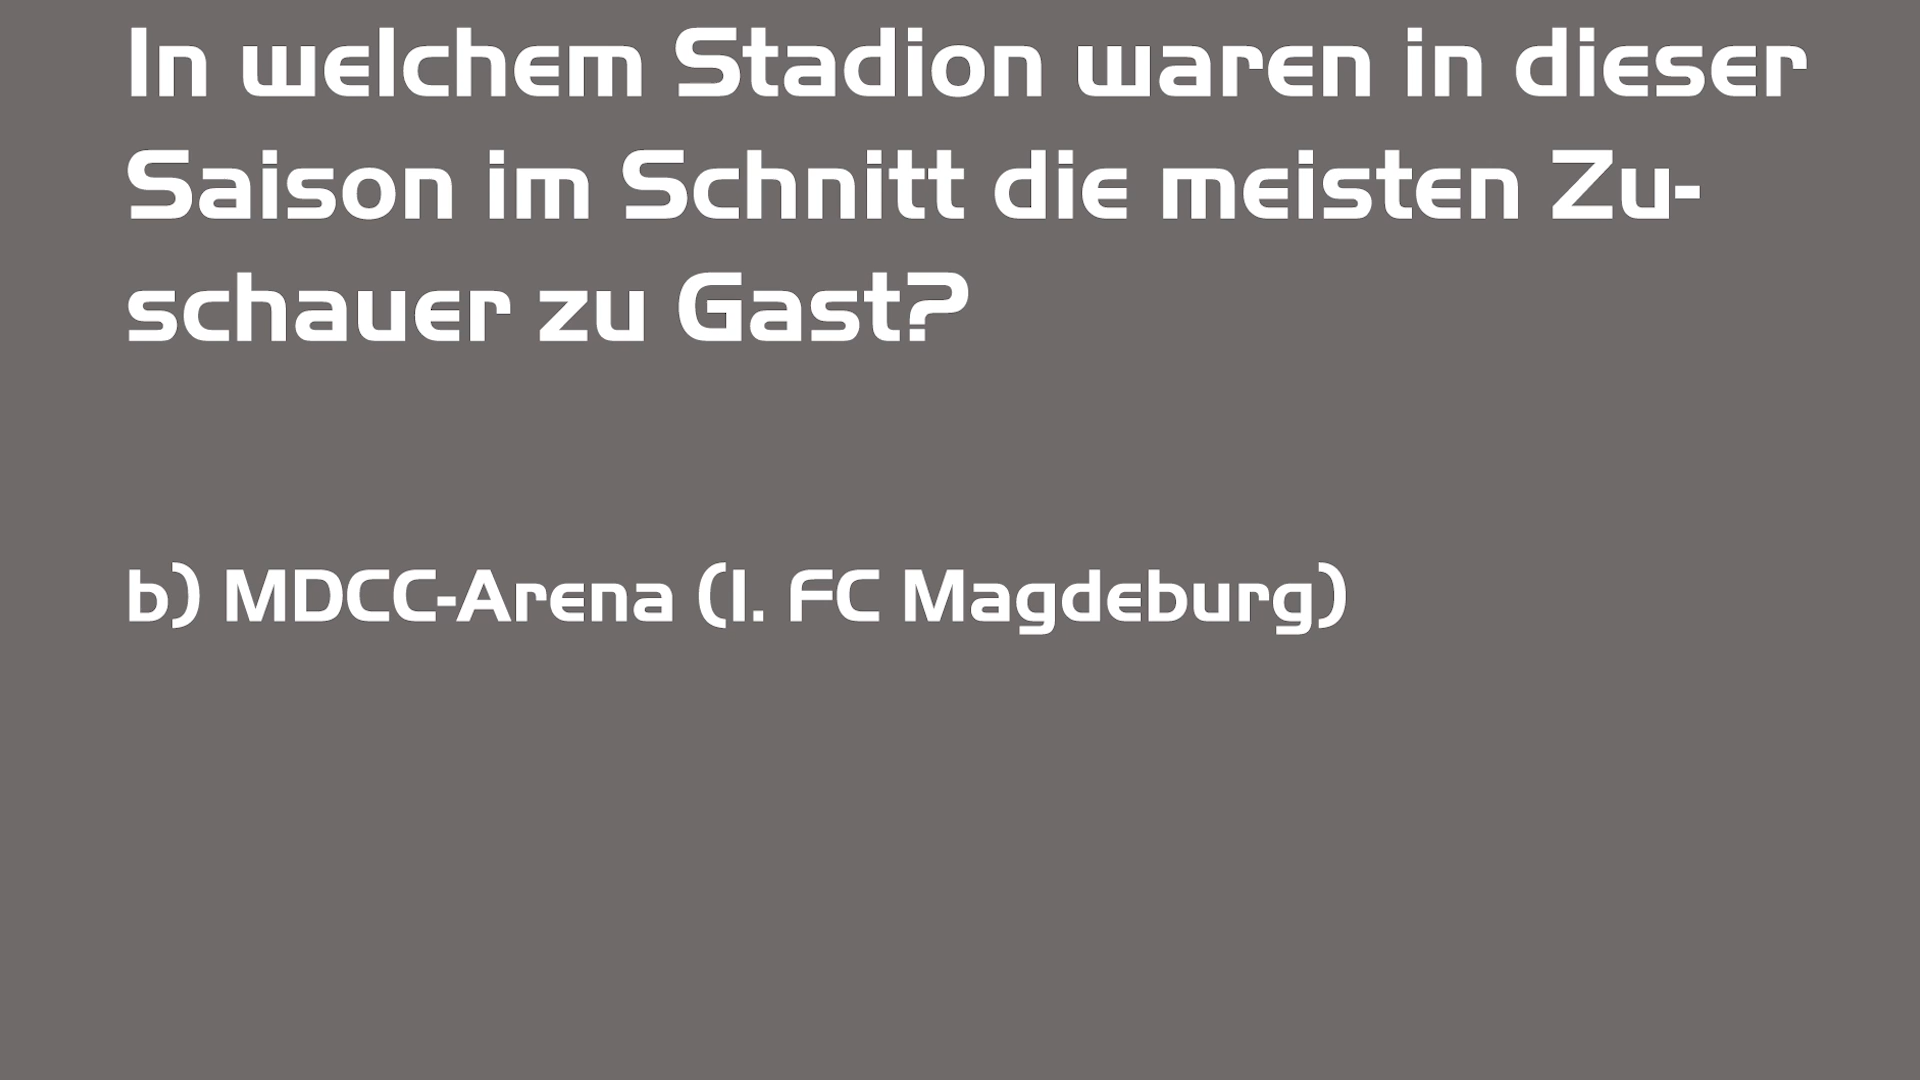 In welchem Stadion waren in dieser
Saison im Schnitt die meisten Zu-
schauer zu Gast?
b) MDCC-Arena (1. FC Magdeburg)